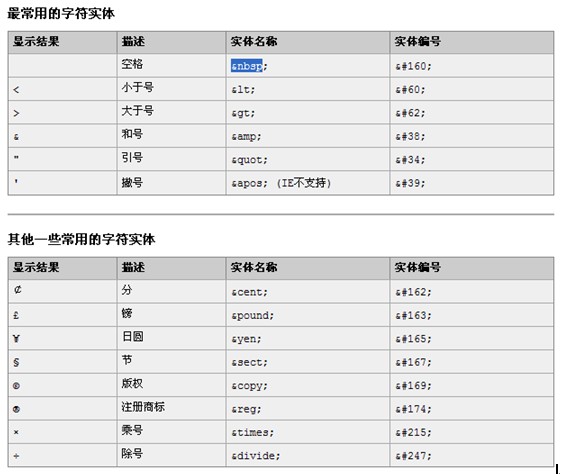 最常用的字符实体
显示结果 描述 实体名称 实体编号
空格 &nbsp; &#160;
< 小于号 &lt; &#60;
> 大于号 &gt; &#62;
& 和号 &amp; &#38;
" 引号 &quot; &#34;
' 撇号 &apos; (IE不支持) &#39;
其他一些常用的字符实体
显示结果 描述 实体名称 实体编号
¢ 分 &cent; &#162;
£ 镑 &pound; &#163;
¥ 日圆 &yen; &#165;
§ 节 &sect; &#167;
© 版权 &copy; &#169;
® 注册商标 &reg; &#174;
× 乘号 &times; &#215;
÷ 除号 &divide; &#247;